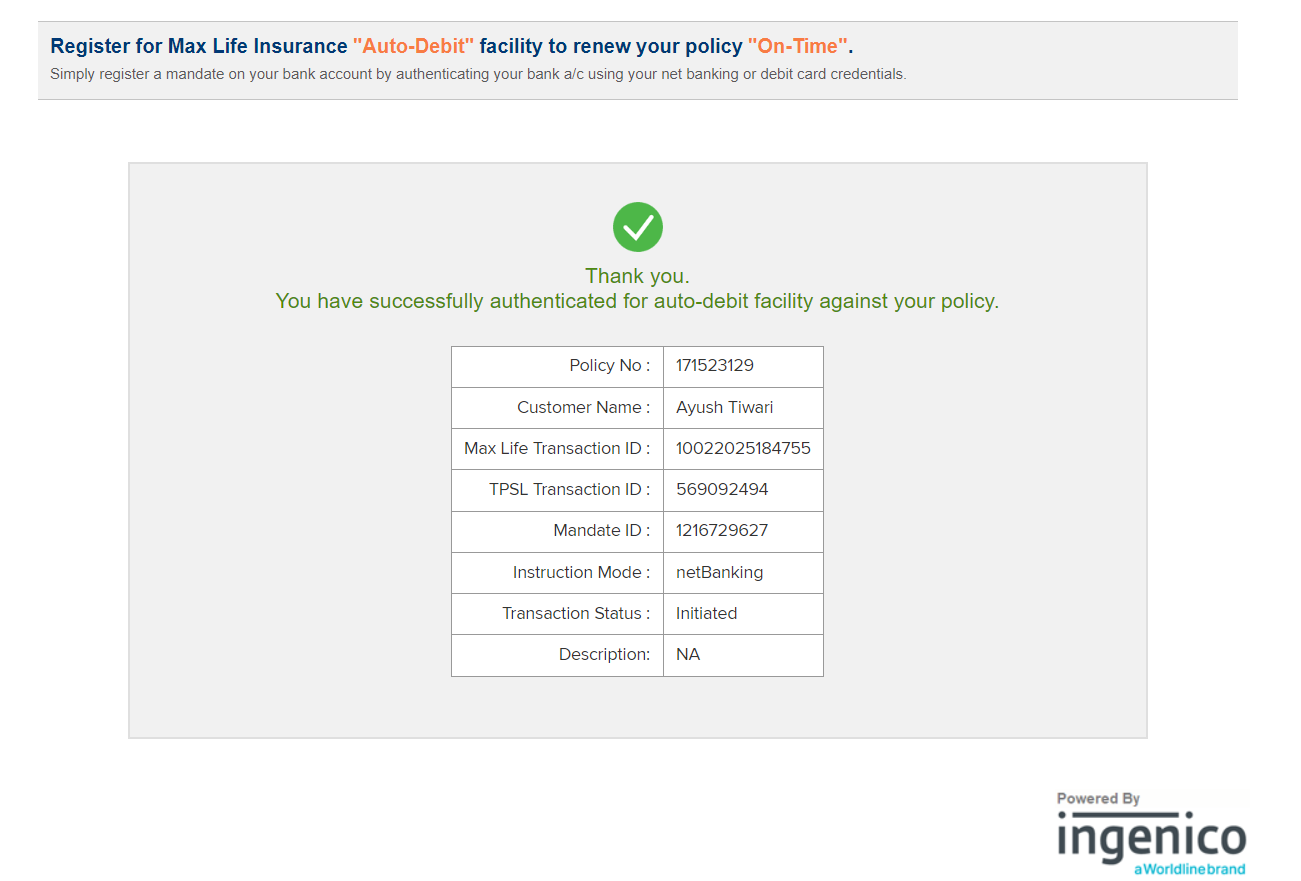 Register for Max Life Insurance "Auto-Debit" facility to renew your policy "On-Time".
Simply register a mandate on your bank account by authenticating your bank a/c using your net banking or debit card credentials.
Thank you.
You have successfully authenticated for auto-debit facility against your policy.
Policy No : 171523129
Customer Name : Ayush Tiwari
Max Life Transaction ID : 10022025184755
TPSL Transaction ID : 569092494
Mandate ID : 1216729627
Instruction Mode : netBanking
Transaction Status : Initiated
Description: NA
Powered By
ingenico
a Worldline brand